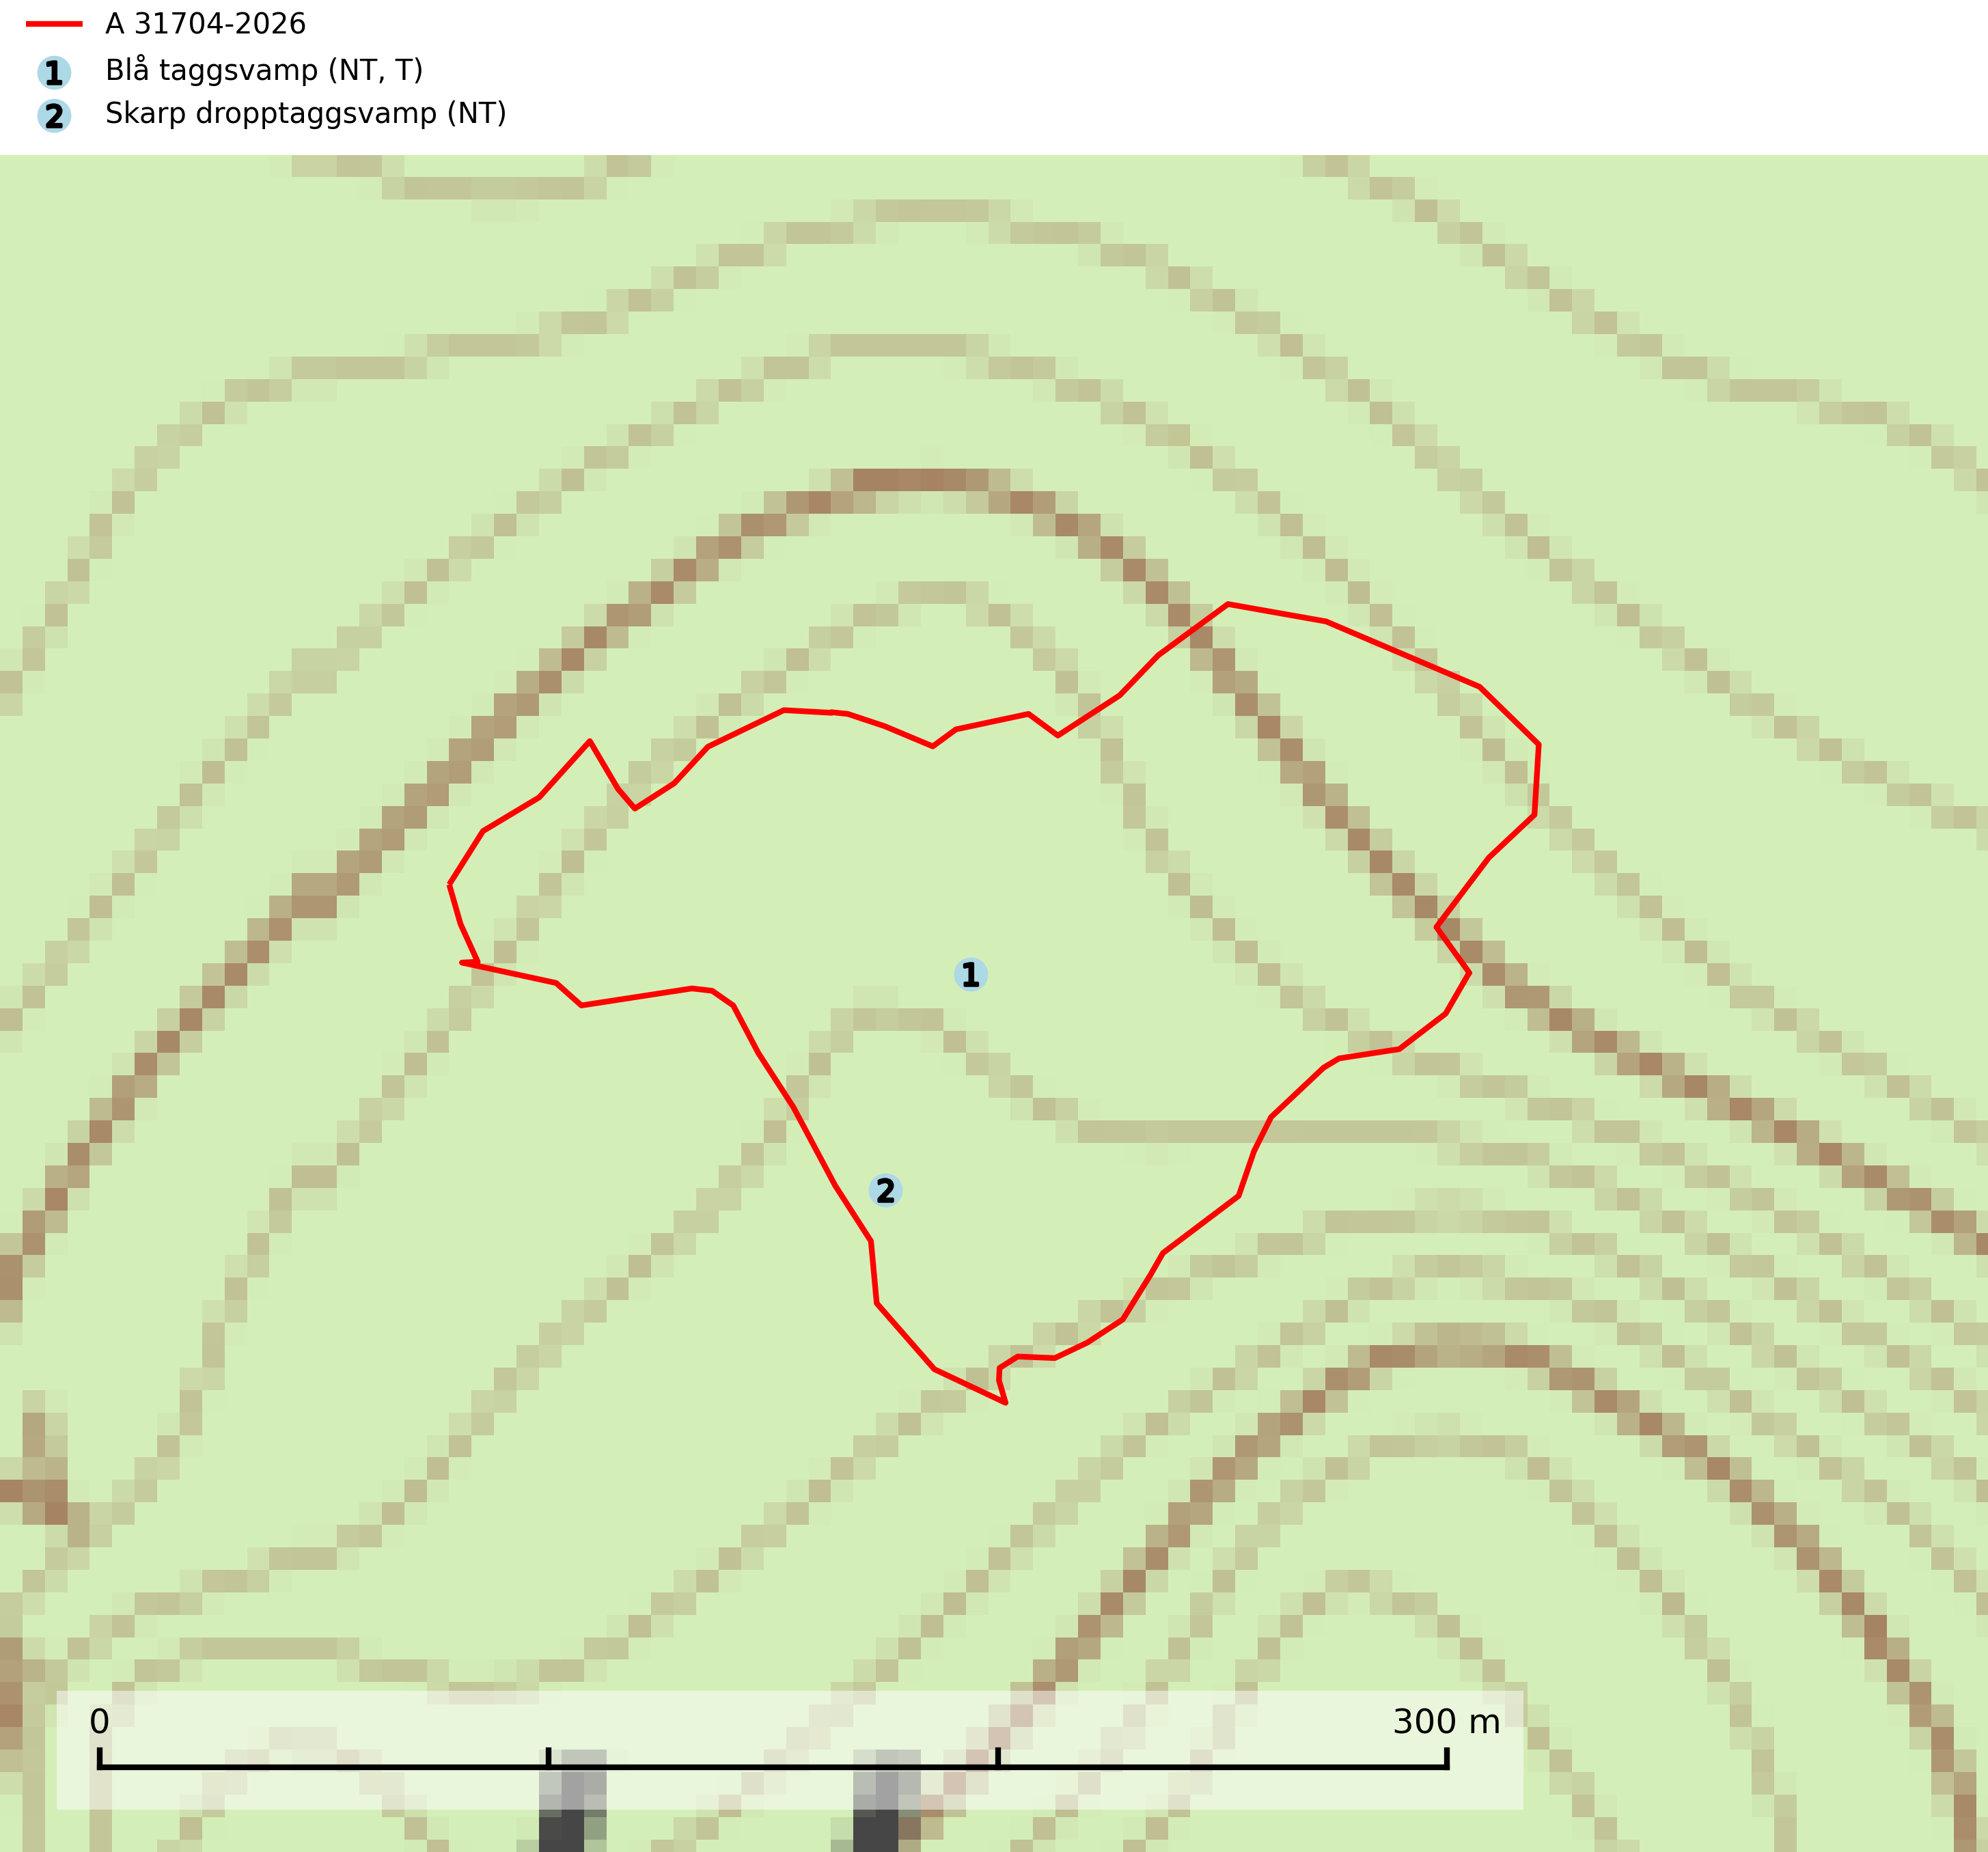 A 31704-2026
1 Blå taggsvamp (NT, T)
2 Skarp dropptaggsvamp (NT)
1
2
0 300 m